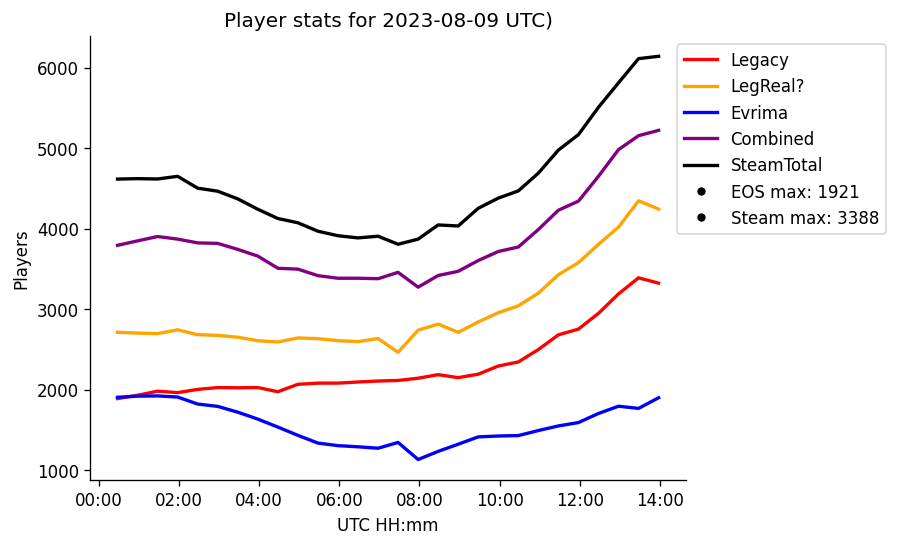 Player stats for 2023-08-09 UTC)
Legacy
LegReal?
Evrima
Combined
SteamTotal
EOS max: 1921
Steam max: 3388
Players
6000
5000
4000
3000
2000
1000
00:00 02:00 04:00 06:00 08:00 10:00 12:00 14:00
UTC HH:mm